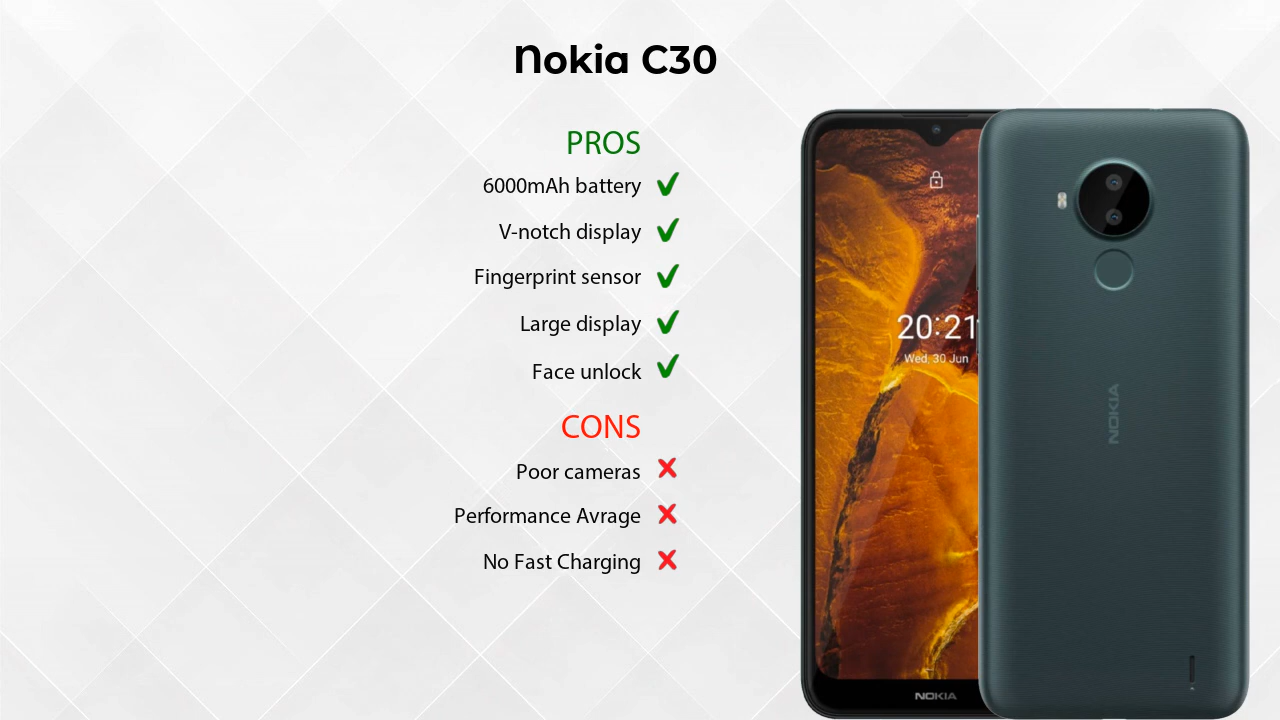 Nokia C30
PROS
6000mAh battery
V-notch display
Fingerprint sensor
Large display
Face unlock
CONS
Poor cameras
Performance Avrage
No Fast Charging
20:21
Wed, 30 Jun
NOKIA
NOKIA